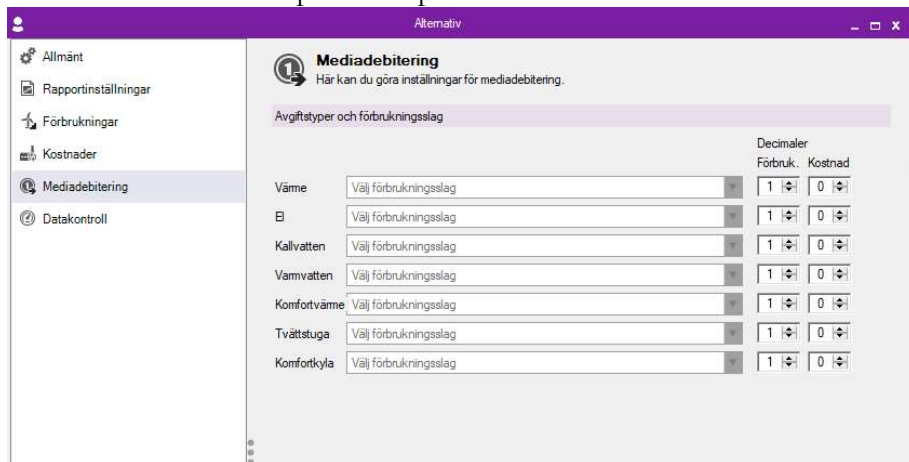 Alternativ
Allmänt
Rapportinställningar
Förbrukningar
Kostnader
Mediadebitering
Datakontroll
Mediadebitering
Här kan du göra inställningar för mediadebitering.
Avgiftstyper och förbrukningsslag
Decimaler
Förbruk. Kostnad
Värme Välj förbrukningsslag 1 0
El Välj förbrukningsslag 1 0
Kallvatten Välj förbrukningsslag 1 0
Varmvatten Välj förbrukningsslag 1 0
Komfortvärme Välj förbrukningsslag 1 0
Tvättstuga Välj förbrukningsslag 1 0
Komfortkyla Välj förbrukningsslag 1 0